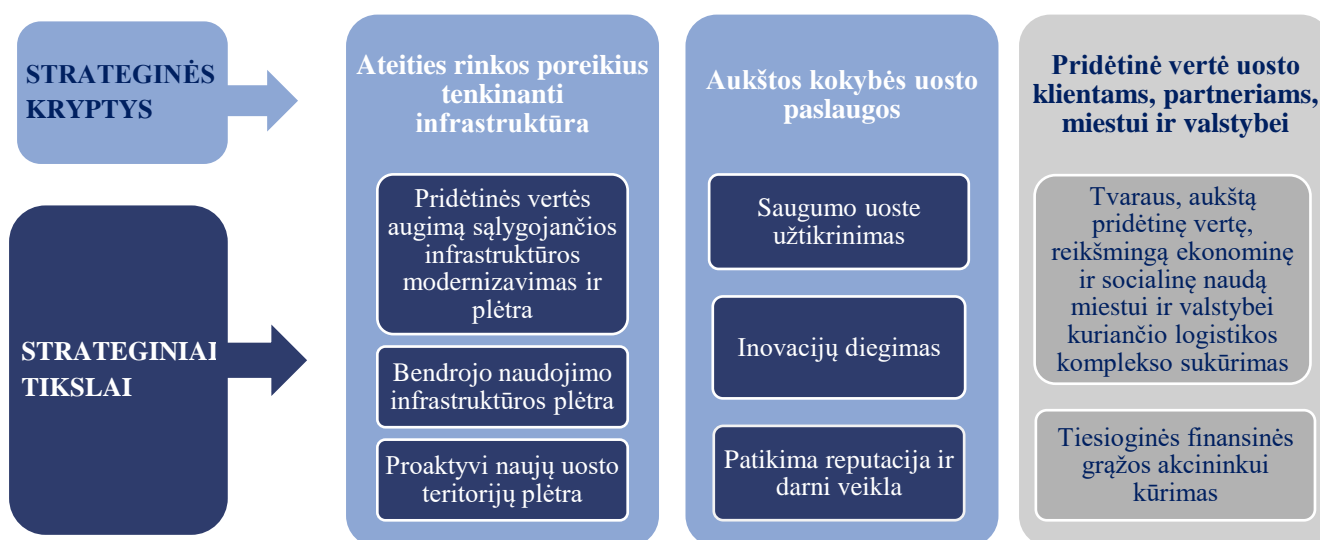 STRATEGINĖS
KRYPTYS
Ateities rinkos poreikius
tenkinanti
infrastruktūra
Aukštos kokybės uosto
paslaugos
Pridėtinė vertė uosto
klientams, partneriams,
miestui ir valstybei
STRATEGINIAI
TIKSLAI
Pridėtinės vertės
augimą sąlygojančios
infrastruktūros
modernizavimas ir
plėtra
Bendrojo naudojimo
infrastruktūros plėtra
Proaktyvi naujų uosto
teritorijų plėtra
Saugumo uoste
užtikrinimas
Inovacijų diegimas
Patikima reputacija ir
darni veikla
Tvaraus, aukštą
pridėtinę vertę,
reikšmingą ekonominę
ir socialinę naudą
miestui ir valstybei
kuriančio logistikos
komplekso sukūrimas
Tiesioginės finansinės
grąžos akcininkui
kūrimas